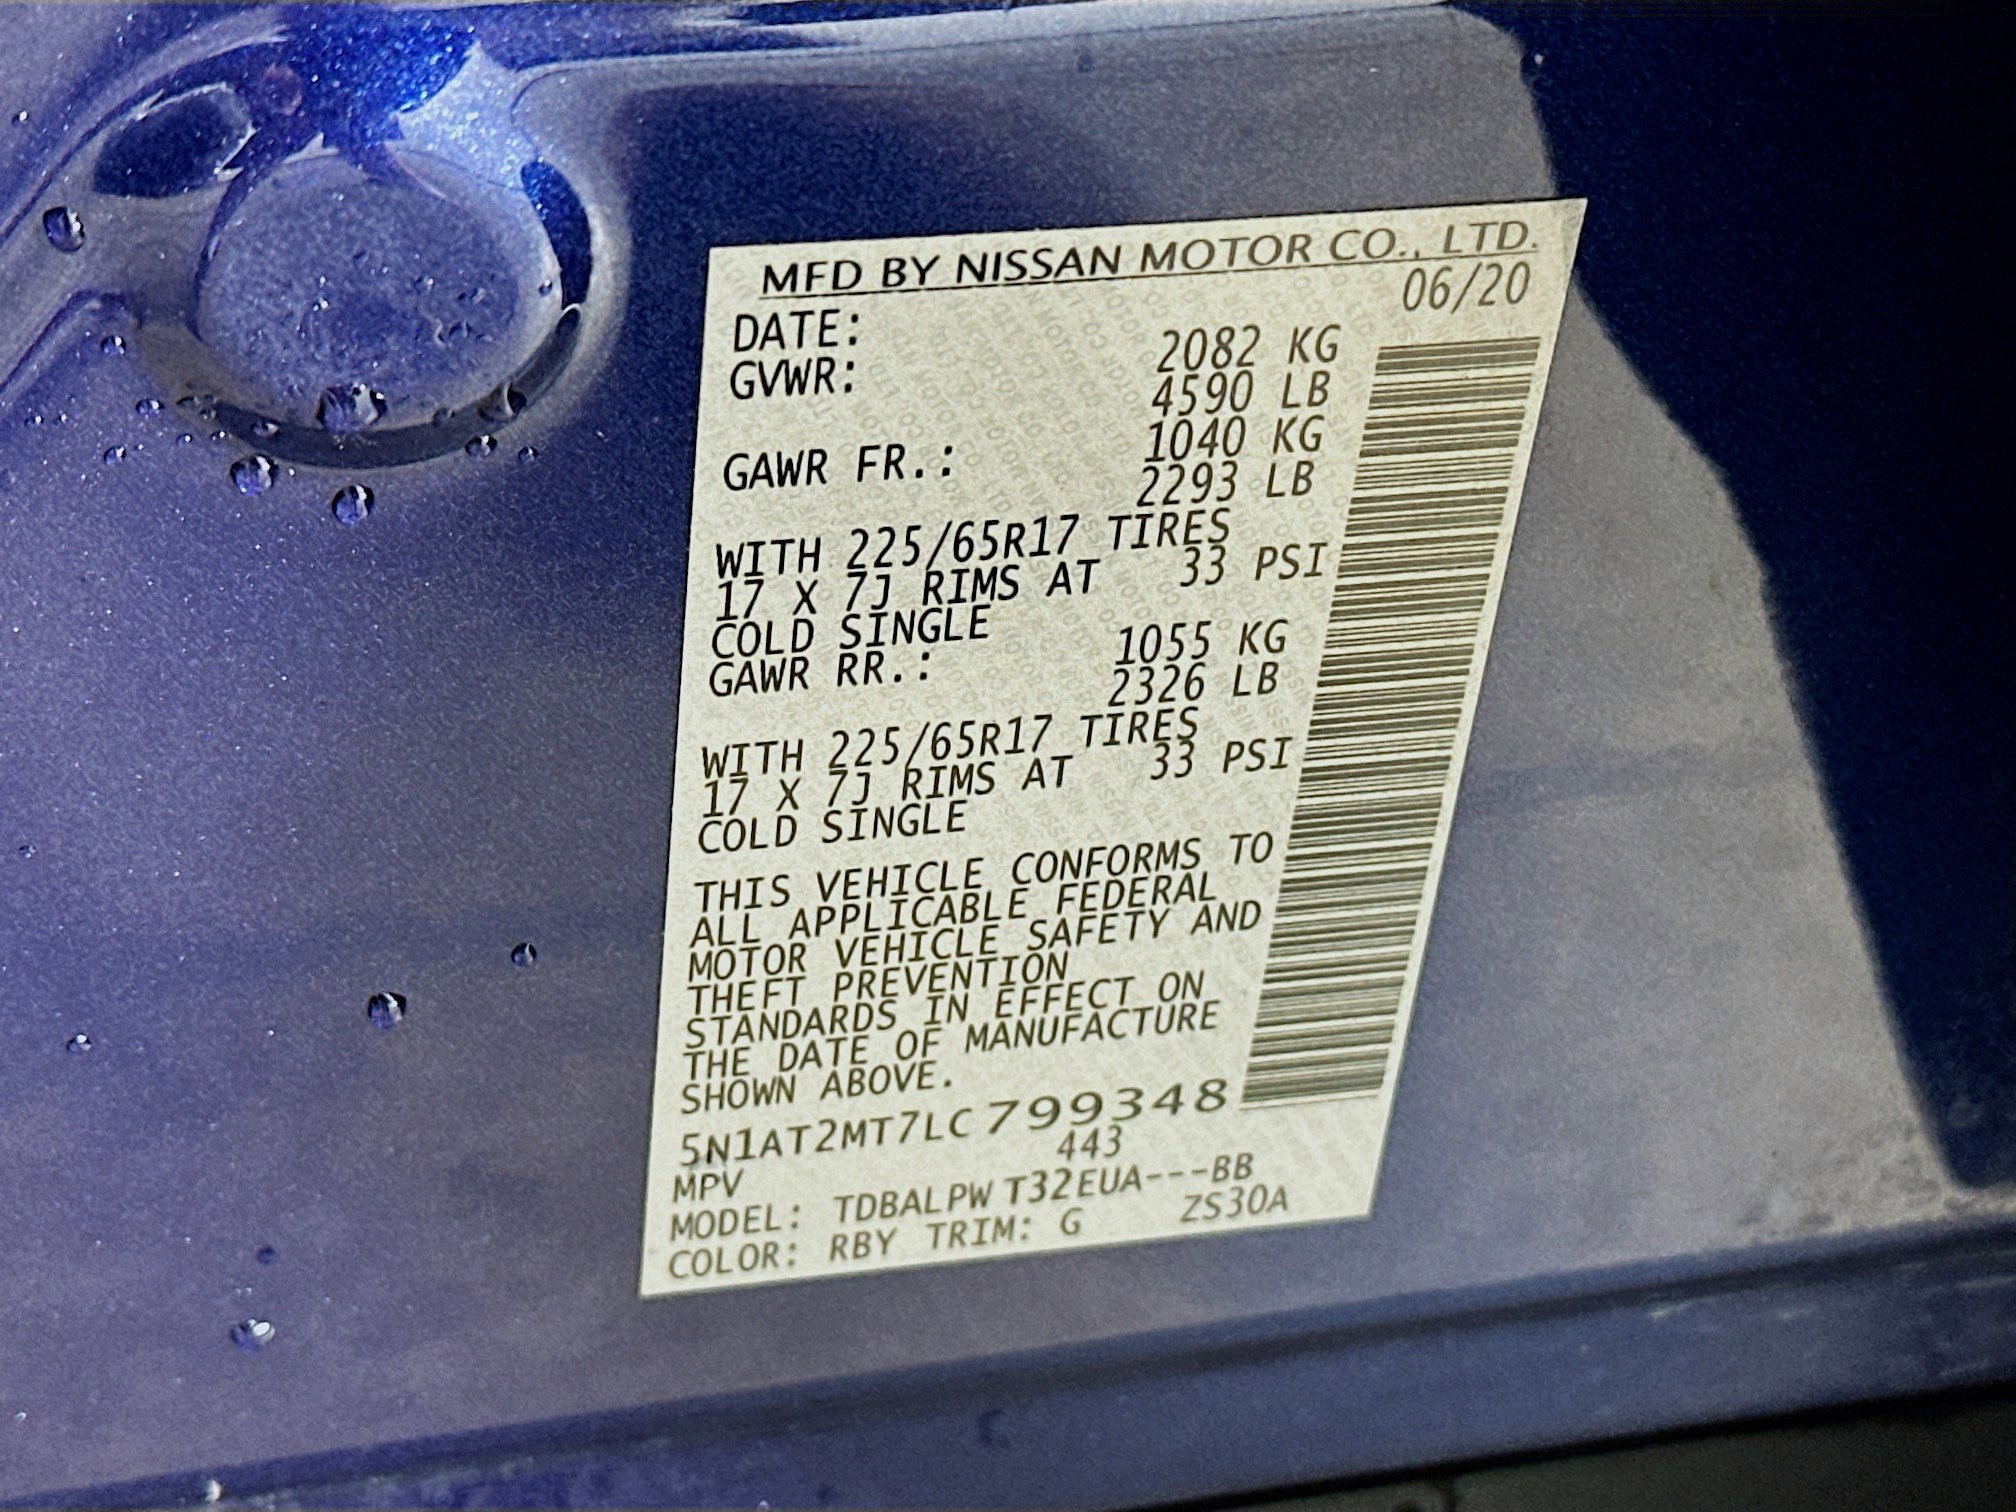 MFD BY NISSAN MOTOR CO., LTD.
DATE: 06/20
GVWR: 2082 KG
4590 LB
GAWR FR.: 1040 KG
2293 LB
WITH 225/65R17 TIRES
17 X 7J RIMS AT 33 PSI
COLD SINGLE
GAWR RR.: 1055 KG
2326 LB
WITH 225/65R17 TIRES
17 X 7J RIMS AT 33 PSI
COLD SINGLE
THIS VEHICLE CONFORMS TO
ALL APPLICABLE FEDERAL
MOTOR VEHICLE SAFETY AND
THEFT PREVENTION
STANDARDS IN EFFECT ON
THE DATE OF MANUFACTURE
SHOWN ABOVE.
5N1AT2MT7LC799348
MPV 443
MODEL: TDBALPW T32EUA---BB
COLOR: RBY TRIM: G ZS30A